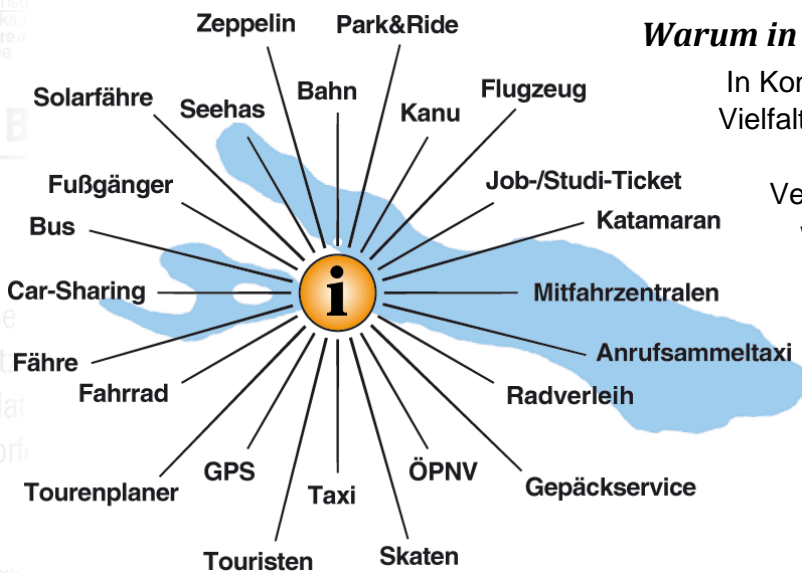 Zeppelin
Park&Ride
Warum in
Solarfähre
Seehas
Bahn
Kanu
Flugzeug
In Kon
Vielfalt
Fußgänger
Job-/Studi-Ticket
Ve
Bus
Katamaran
Car-Sharing
i
Mitfahrzentralen
Fähre
Anrufsammeltaxi
Fahrrad
Radverleih
Tourenplaner
GPS
Taxi
ÖPNV
Gepäckservice
Touristen
Skaten